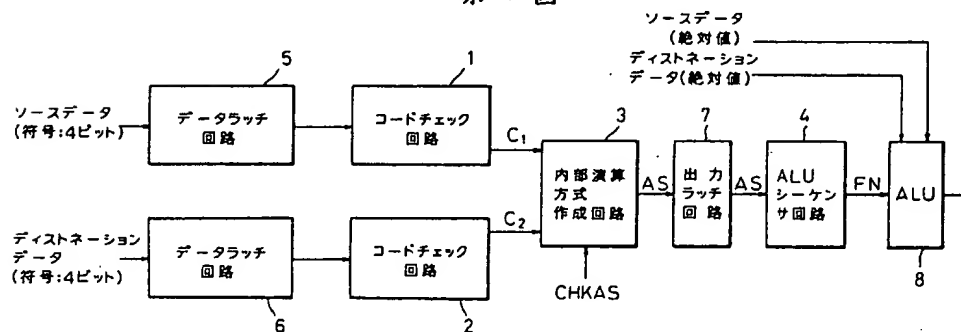 ソースデータ
(絶対値)
ディストネーション
データ(絶対値)
5
1
ソースデータ
(符号:4ビット)
データラッチ
回路
コードチェック
回路
C1
3
7
4
内部演算
方式
作成回路
AS
出力
ラッチ
回路
AS
ALU
シーケン
サ回路
FN
ALU
8
ディストネーション
データ
(符号:4ビット)
データラッチ
回路
コードチェック
回路
C2
CHKAS
6
2